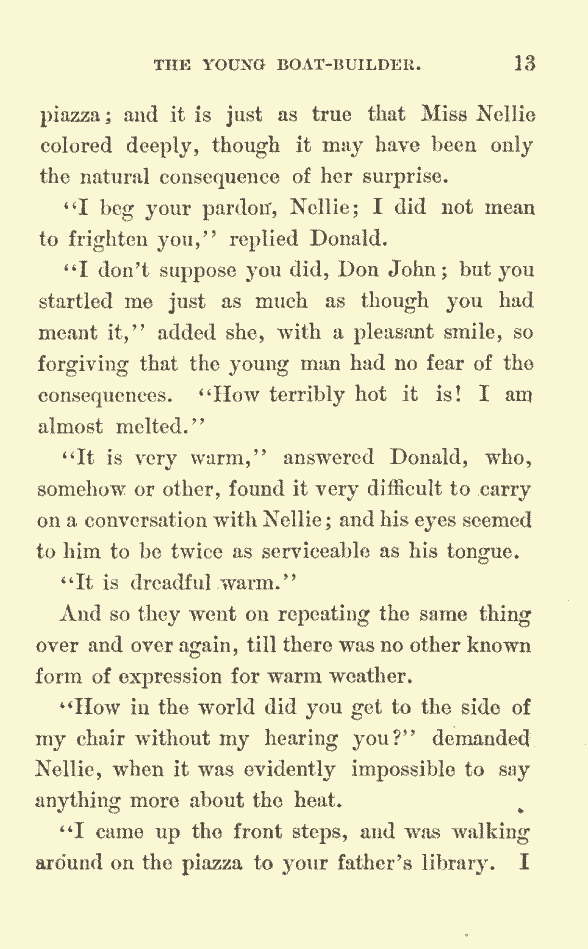 THE YOUNG BOAT-BUILDER. 13
piazza; and it is just as true that Miss Nellie
colored deeply, though it may have been only
the natural consequence of her surprise.
“I beg your pardon, Nellie; I did not mean
to frighten you,” replied Donald.
“I don’t suppose you did, Don John; but you
startled me just as much as though you had
meant it,” added she, with a pleasant smile, so
forgiving that the young man had no fear of the
consequences. “How terribly hot it is! I am
almost melted.”
“It is very warm,” answered Donald, who,
somehow or other, found it very difficult to carry
on a conversation with Nellie; and his eyes seemed
to him to be twice as serviceable as his tongue.
“It is dreadful warm.”
And so they went on repeating the same thing
over and over again, till there was no other known
form of expression for warm weather.
“How in the world did you get to the side of
my chair without my hearing you?” demanded
Nellie, when it was evidently impossible to say
anything more about the heat.
“I came up the front steps, and was walking
around on the piazza to your father’s library. I